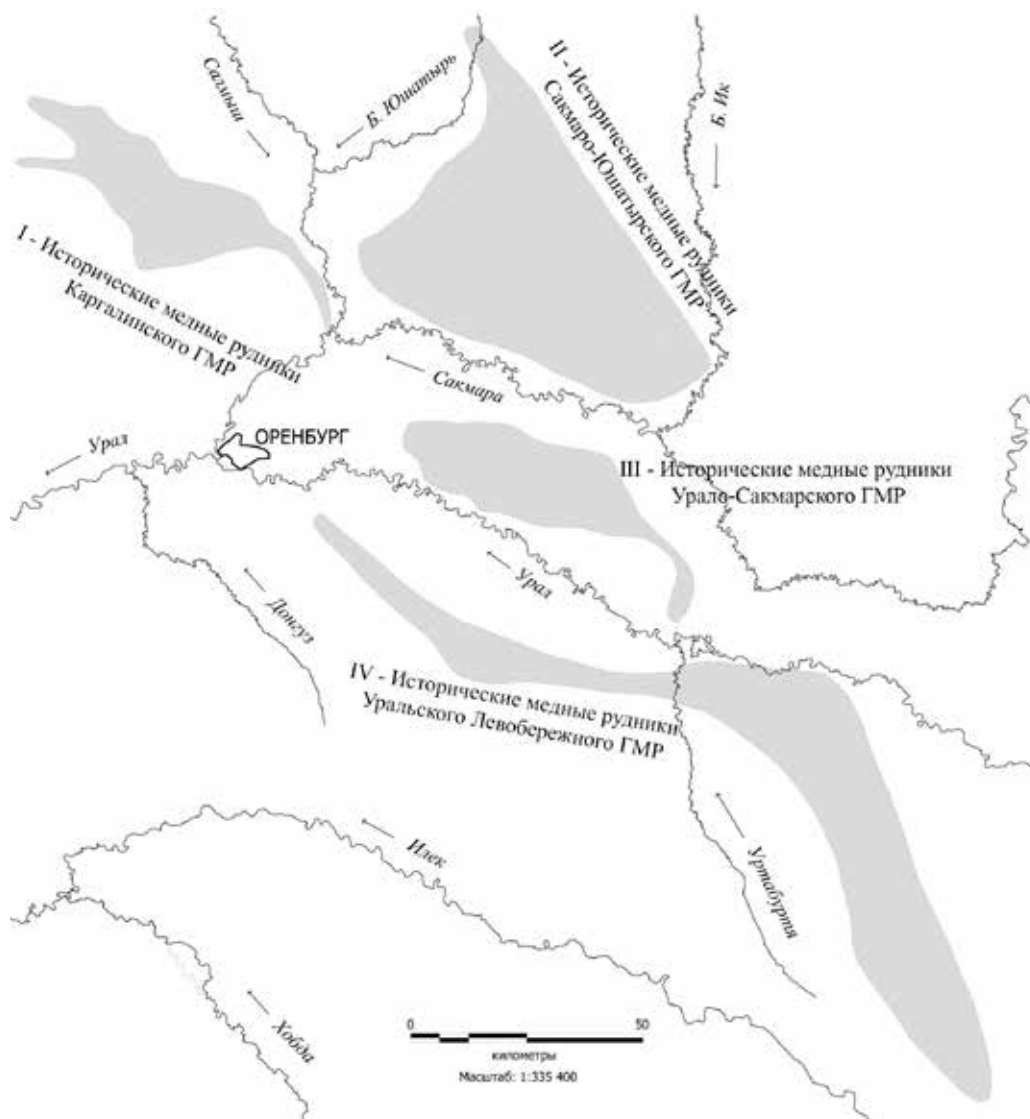 Салмыш
Б. Юшатырь
II - Исторические медные рудники
Сакмаро-Юшатырского ГМР
Б. Ик
I - Исторические медные рудники
Каргалинского ГМР
Сакмара
Урал
ОРЕНБУРГ
III - Исторические медные рудники
Урало-Сакмарского ГМР
Урал
Донгуз
IV - Исторические медные рудники
Уральского Левобережного ГМР
Илек
Уртабуртя
Хобда
0 50
километры
Масштаб: 1:335 400